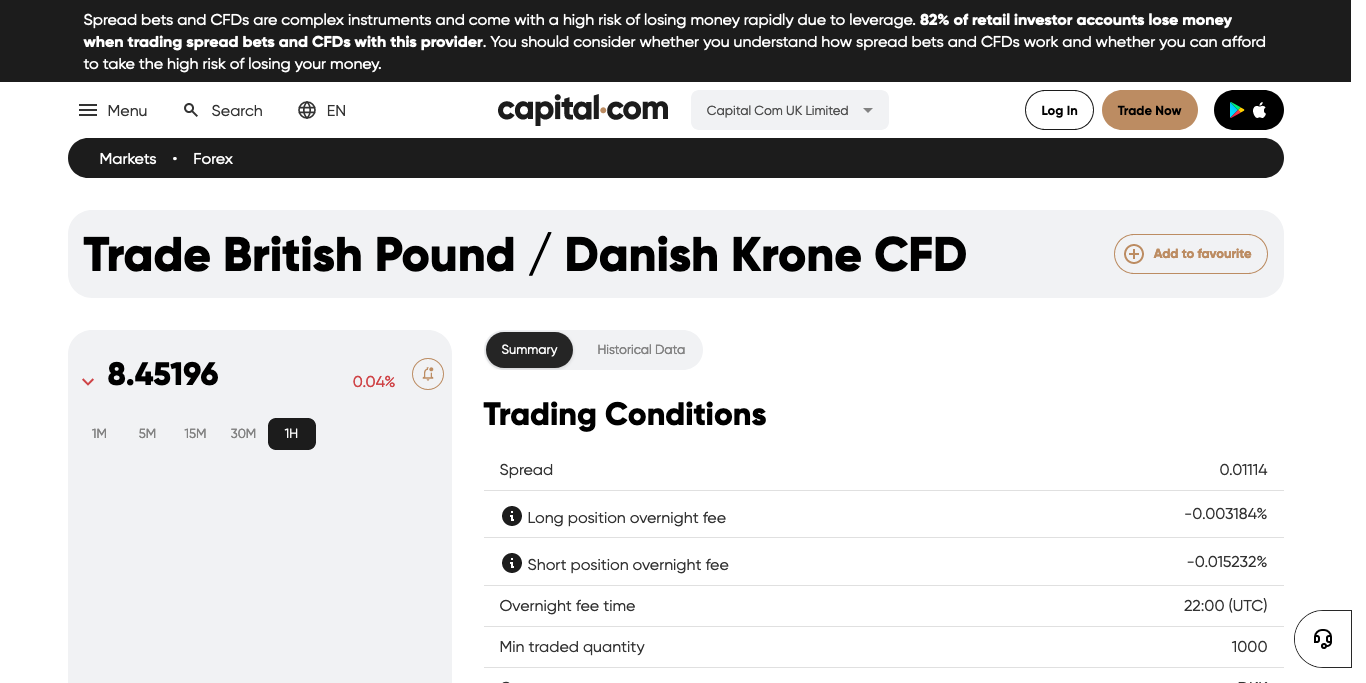 Spread bets and CFDs are complex instruments and come with a high risk of losing money rapidly due to leverage. 82% of retail investor accounts lose money
when trading spread bets and CFDs with this provider. You should consider whether you understand how spread bets and CFDs work and whether you can afford
to take the high risk of losing your money.
Menu
Search
EN
capital.com
Capital Com UK Limited
Log In
Trade Now
Markets • Forex
Trade British Pound / Danish Krone CFD
Add to favourite
8.45196
0.04%
1M 5M 15M 30M 1H
Summary
Historical Data
Trading Conditions
Spread 0.01114
Long position overnight fee -0.003184%
Short position overnight fee -0.015232%
Overnight fee time 22:00 (UTC)
Min traded quantity 1000